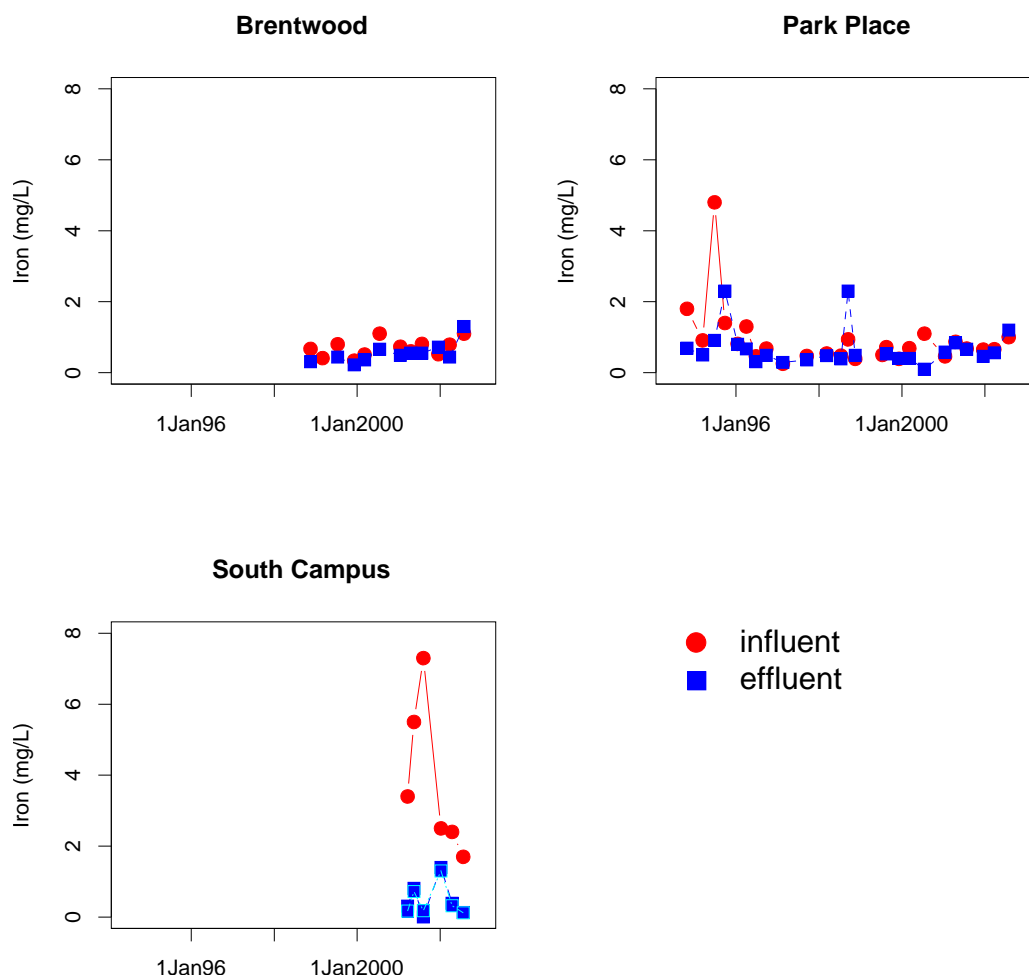 Brentwood
Park Place
8
6
4
2
0
Iron (mg/L)
1Jan96
1Jan2000
8
6
4
2
0
Iron (mg/L)
1Jan96
1Jan2000
South Campus
8
6
4
2
0
Iron (mg/L)
1Jan96
1Jan2000
influent
effluent